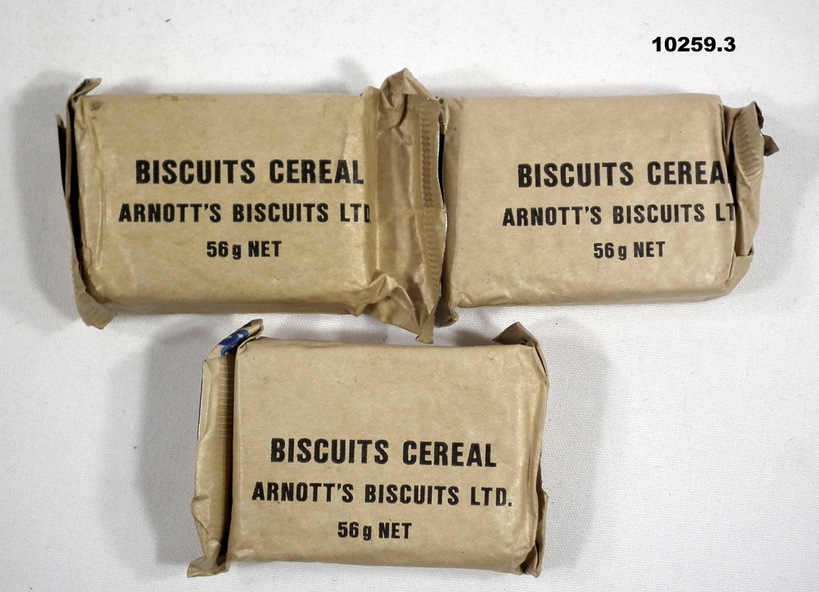 10259.3
BISCUITS CEREAL
ARNOTT'S BISCUITS LTD
56g NET
BISCUITS CEREA
ARNOTT'S BISCUITS LT
56g NET
BISCUITS CEREAL
ARNOTT'S BISCUITS LTD.
56g NET